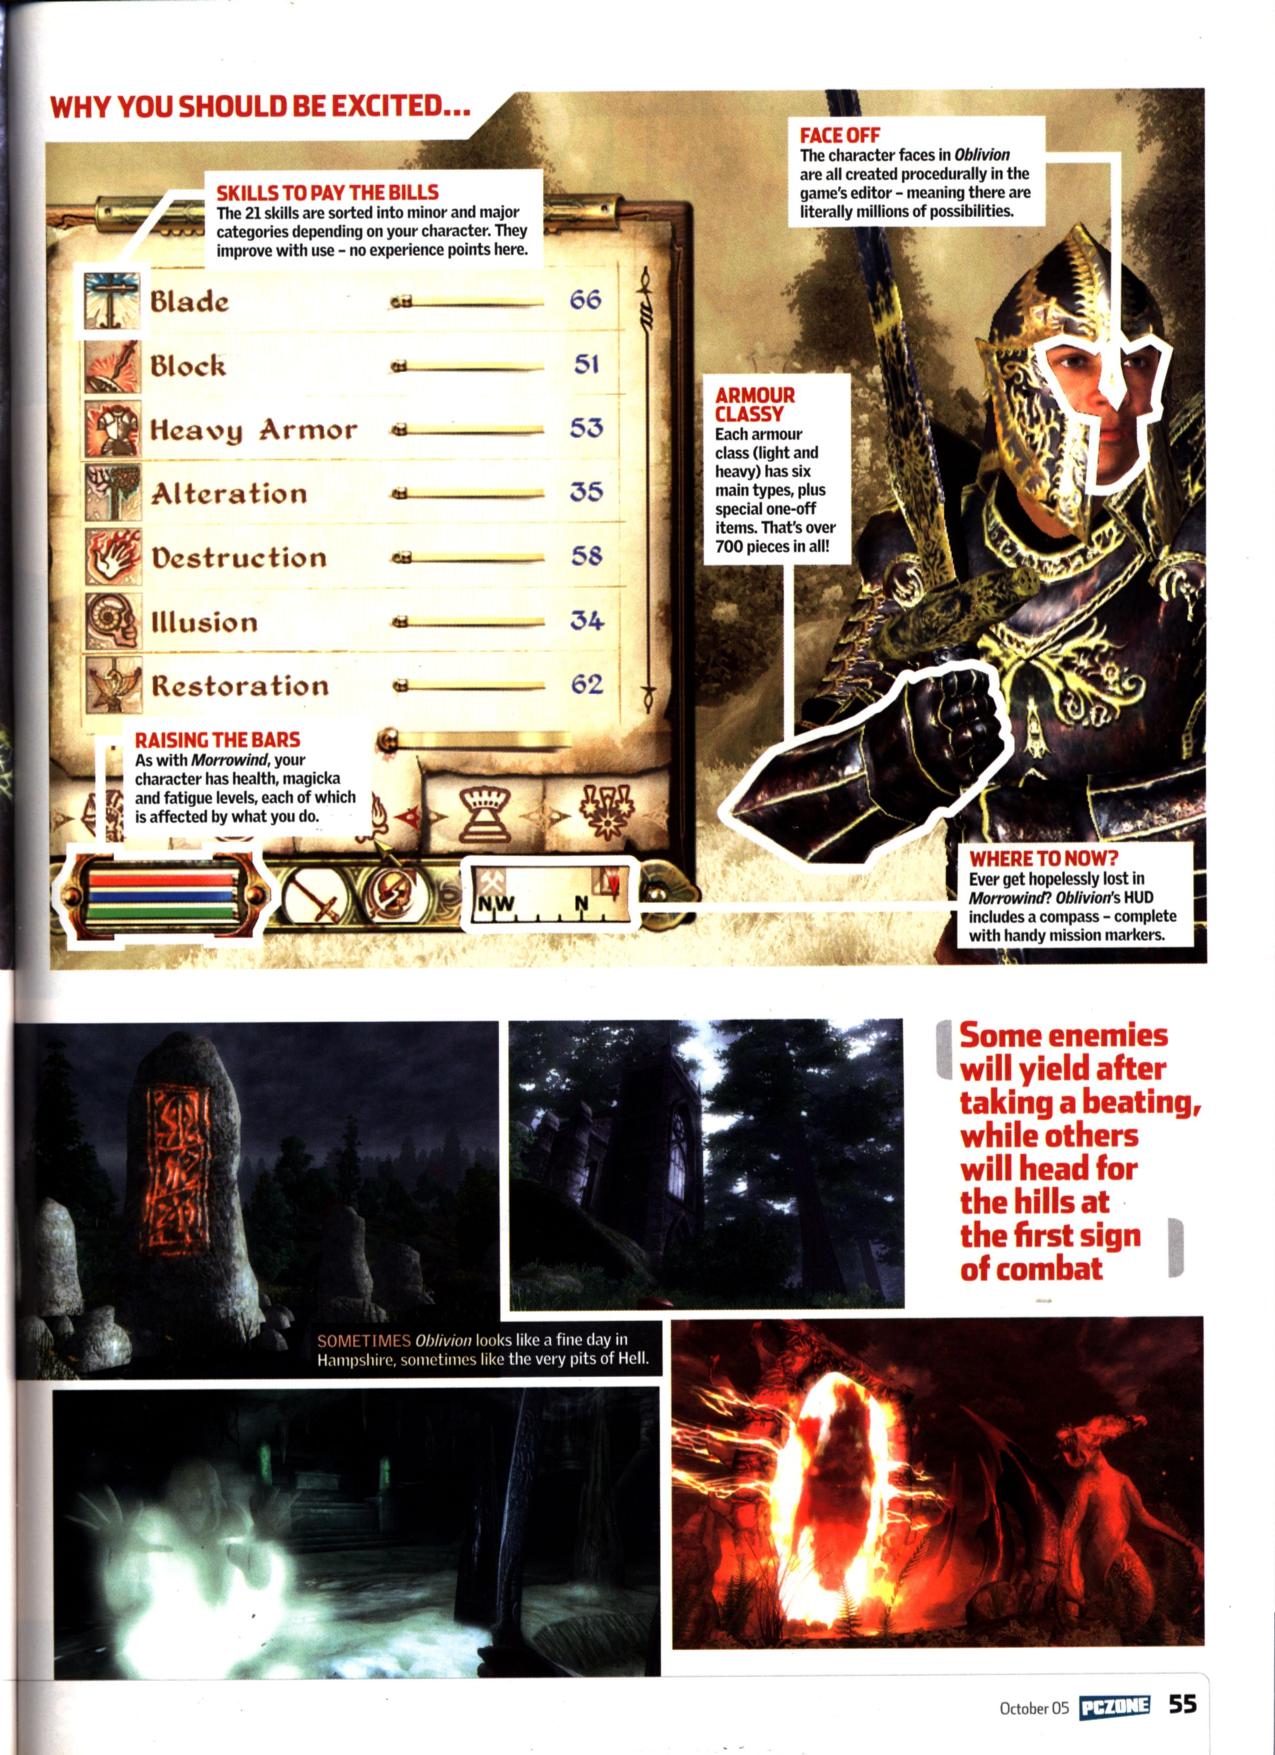 WHY YOU SHOULD BE EXCITED...
SKILLS TO PAY THE BILLS
The 21 skills are sorted into minor and major
categories depending on your character. They
improve with use – no experience points here.
FACE OFF
The character faces in Oblivion
are all created procedurally in the
game's editor – meaning there are
literally millions of possibilities.
Blade 66
Block 51
Heavy Armor 53
Alteration 35
Destruction 58
Illusion 34
Restoration 62
ARMOUR
CLASSY
Each armour
class (light and
heavy) has six
main types, plus
special one-off
items. That's over
700 pieces in all!
RAISING THE BARS
As with Morrowind, your
character has health, magicka
and fatigue levels, each of which
is affected by what you do.
NW N
WHERE TO NOW?
Ever get hopelessly lost in
Morrowind? Oblivion's HUD
includes a compass – complete
with handy mission markers.
Some enemies
will yield after
taking a beating,
while others
will head for
the hills at
the first sign
of combat
SOMETIMES Oblivion looks like a fine day in
Hampshire, sometimes like the very pits of Hell.
October 05 PCZONE 55